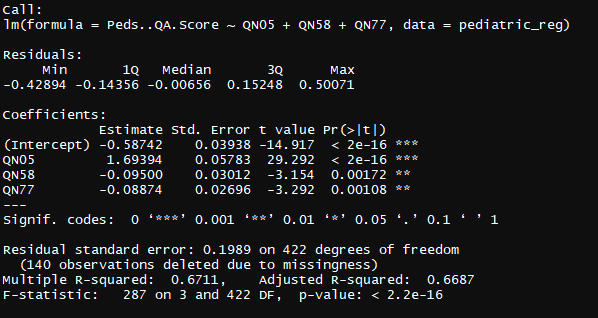 Call:
lm(formula = Peds..QA.Score ~ QN05 + QN58 + QN77, data = pediatric_reg)
Residuals:
     Min       1Q   Median       3Q      Max
-0.42894 -0.14356 -0.00656  0.15248  0.50071
Coefficients:
            Estimate Std. Error t value Pr(>|t|)
(Intercept) -0.58742    0.03938 -14.917  < 2e-16 ***
QN05         1.69394    0.05783  29.292  < 2e-16 ***
QN58        -0.09500    0.03012  -3.154  0.00172 **
QN77        -0.08874    0.02696  -3.292  0.00108 **
---
Signif. codes:  0 ‘***’ 0.001 ‘**’ 0.01 ‘*’ 0.05 ‘.’ 0.1 ‘ ’ 1
Residual standard error: 0.1989 on 422 degrees of freedom
  (140 observations deleted due to missingness)
Multiple R-squared:  0.6711,    Adjusted R-squared:  0.6687
F-statistic:   287 on 3 and 422 DF,  p-value: < 2.2e-16